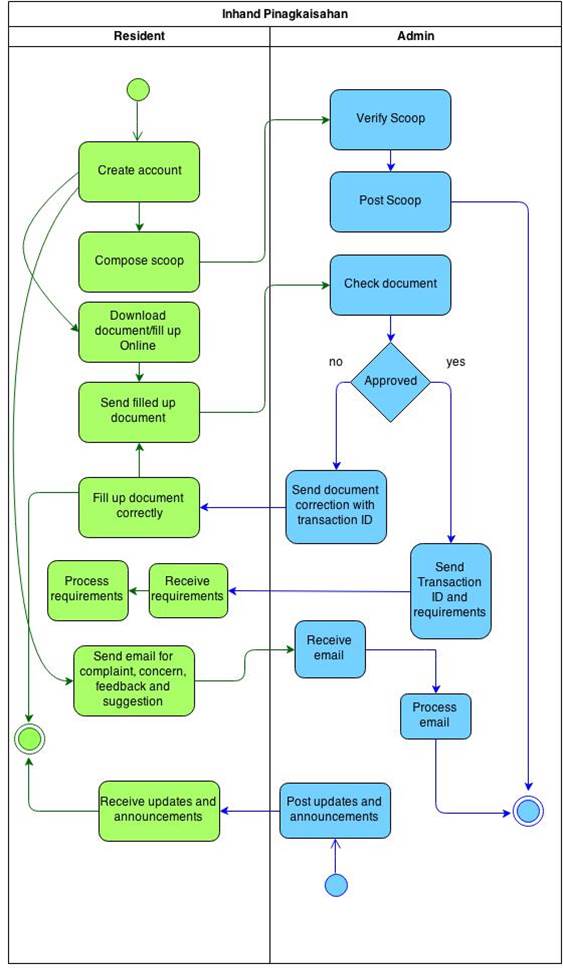 Inhand Pinagkaisahan
Resident
Admin
Create account
Compose scoop
Download
document/fill up
Online
Send filled up
document
Fill up document
correctly
Process
requirements
Receive
requirements
Send email for
complaint, concern,
feedback and
suggestion
Receive updates and
announcements
Verify Scoop
Post Scoop
Check document
no
yes
Approved
Send document
correction with
transaction ID
Send
Transaction
ID and
requirements
Receive
email
Process
email
Post updates and
announcements